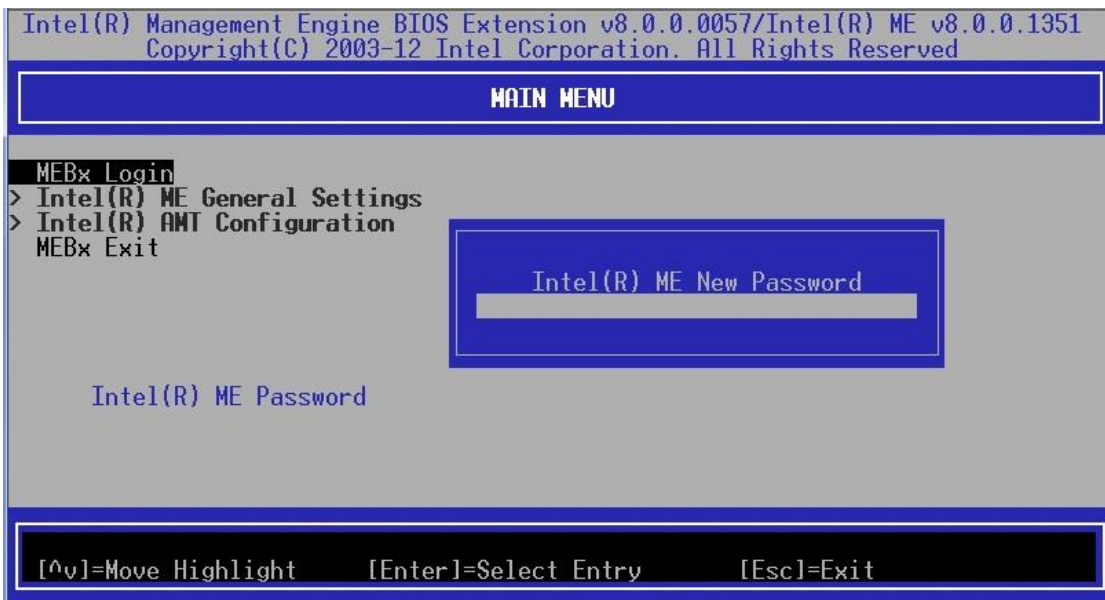 Intel(R) Management Engine BIOS Extension v8.0.0.0057/Intel(R) ME v8.0.0.1351
Copyright(C) 2003-12 Intel Corporation. All Rights Reserved
MAIN MENU
MEBx Login
> Intel(R) ME General Settings
> Intel(R) AMT Configuration
MEBx Exit
Intel(R) ME New Password
Intel(R) ME Password
[^v]=Move Highlight [Enter]=Select Entry [Esc]=Exit